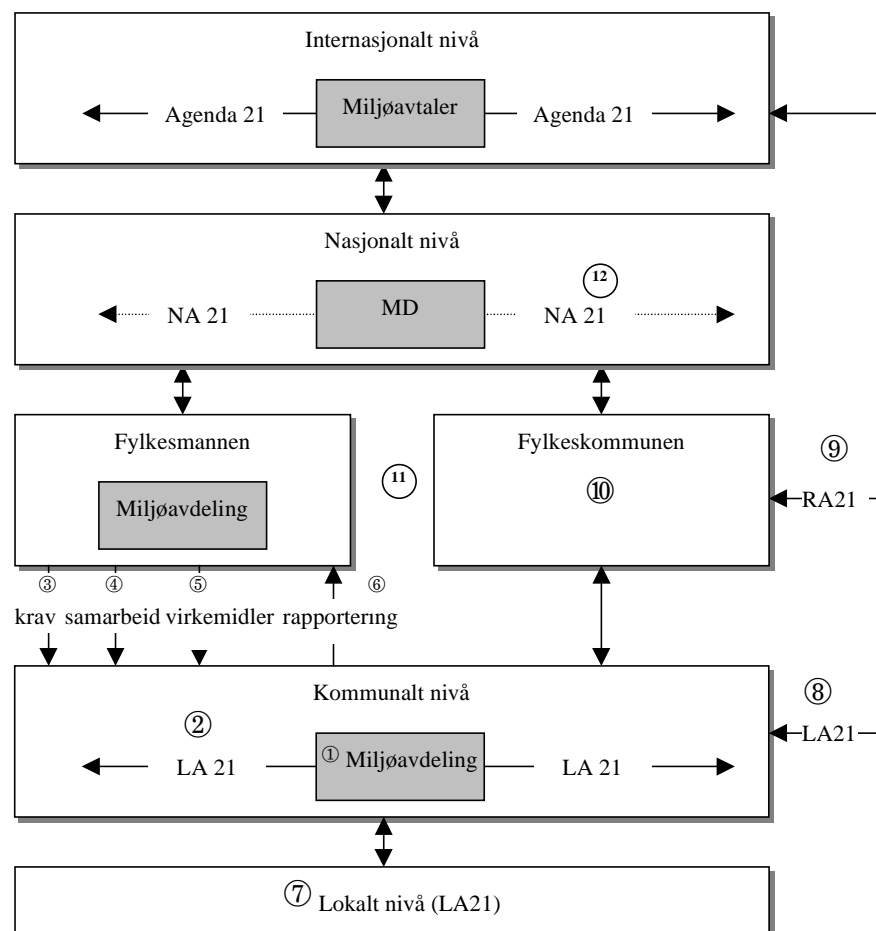 Internasjonalt nivå
Agenda 21 Miljøavtaler Agenda 21
Nasjonalt nivå
12
NA 21 MD NA 21
Fylkesmannen
Miljøavdeling
11
Fylkeskommunen
⑩
⑨
RA21
③ ④ ⑤ ⑥
krav samarbeid virkemidler rapportering
Kommunalt nivå
②
LA 21 ① Miljøavdeling LA 21
⑧
LA21
⑦ Lokalt nivå (LA21)